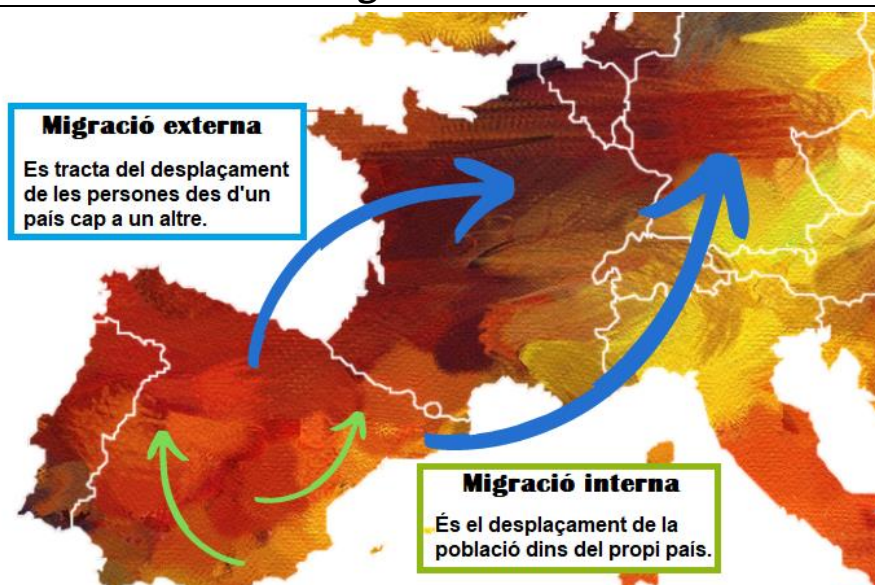 Migració externa
Es tracta del desplaçament
de les persones des d'un
país cap a un altre.
Migració interna
És el desplaçament de la
població dins del propi país.